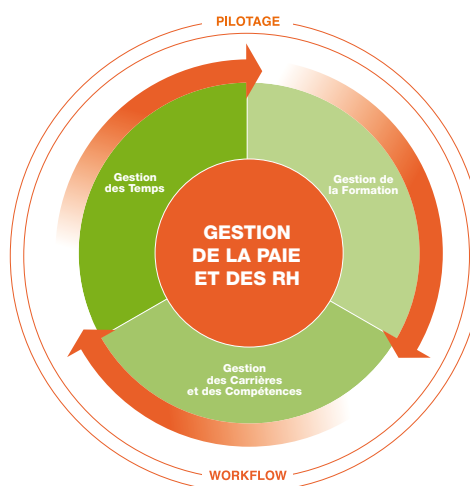 PILOTAGE
Gestion
des Temps
Gestion de
la Formation
GESTION
DE LA PAIE
ET DES RH
Gestion
des Carrières
et des Compétences
WORKFLOW